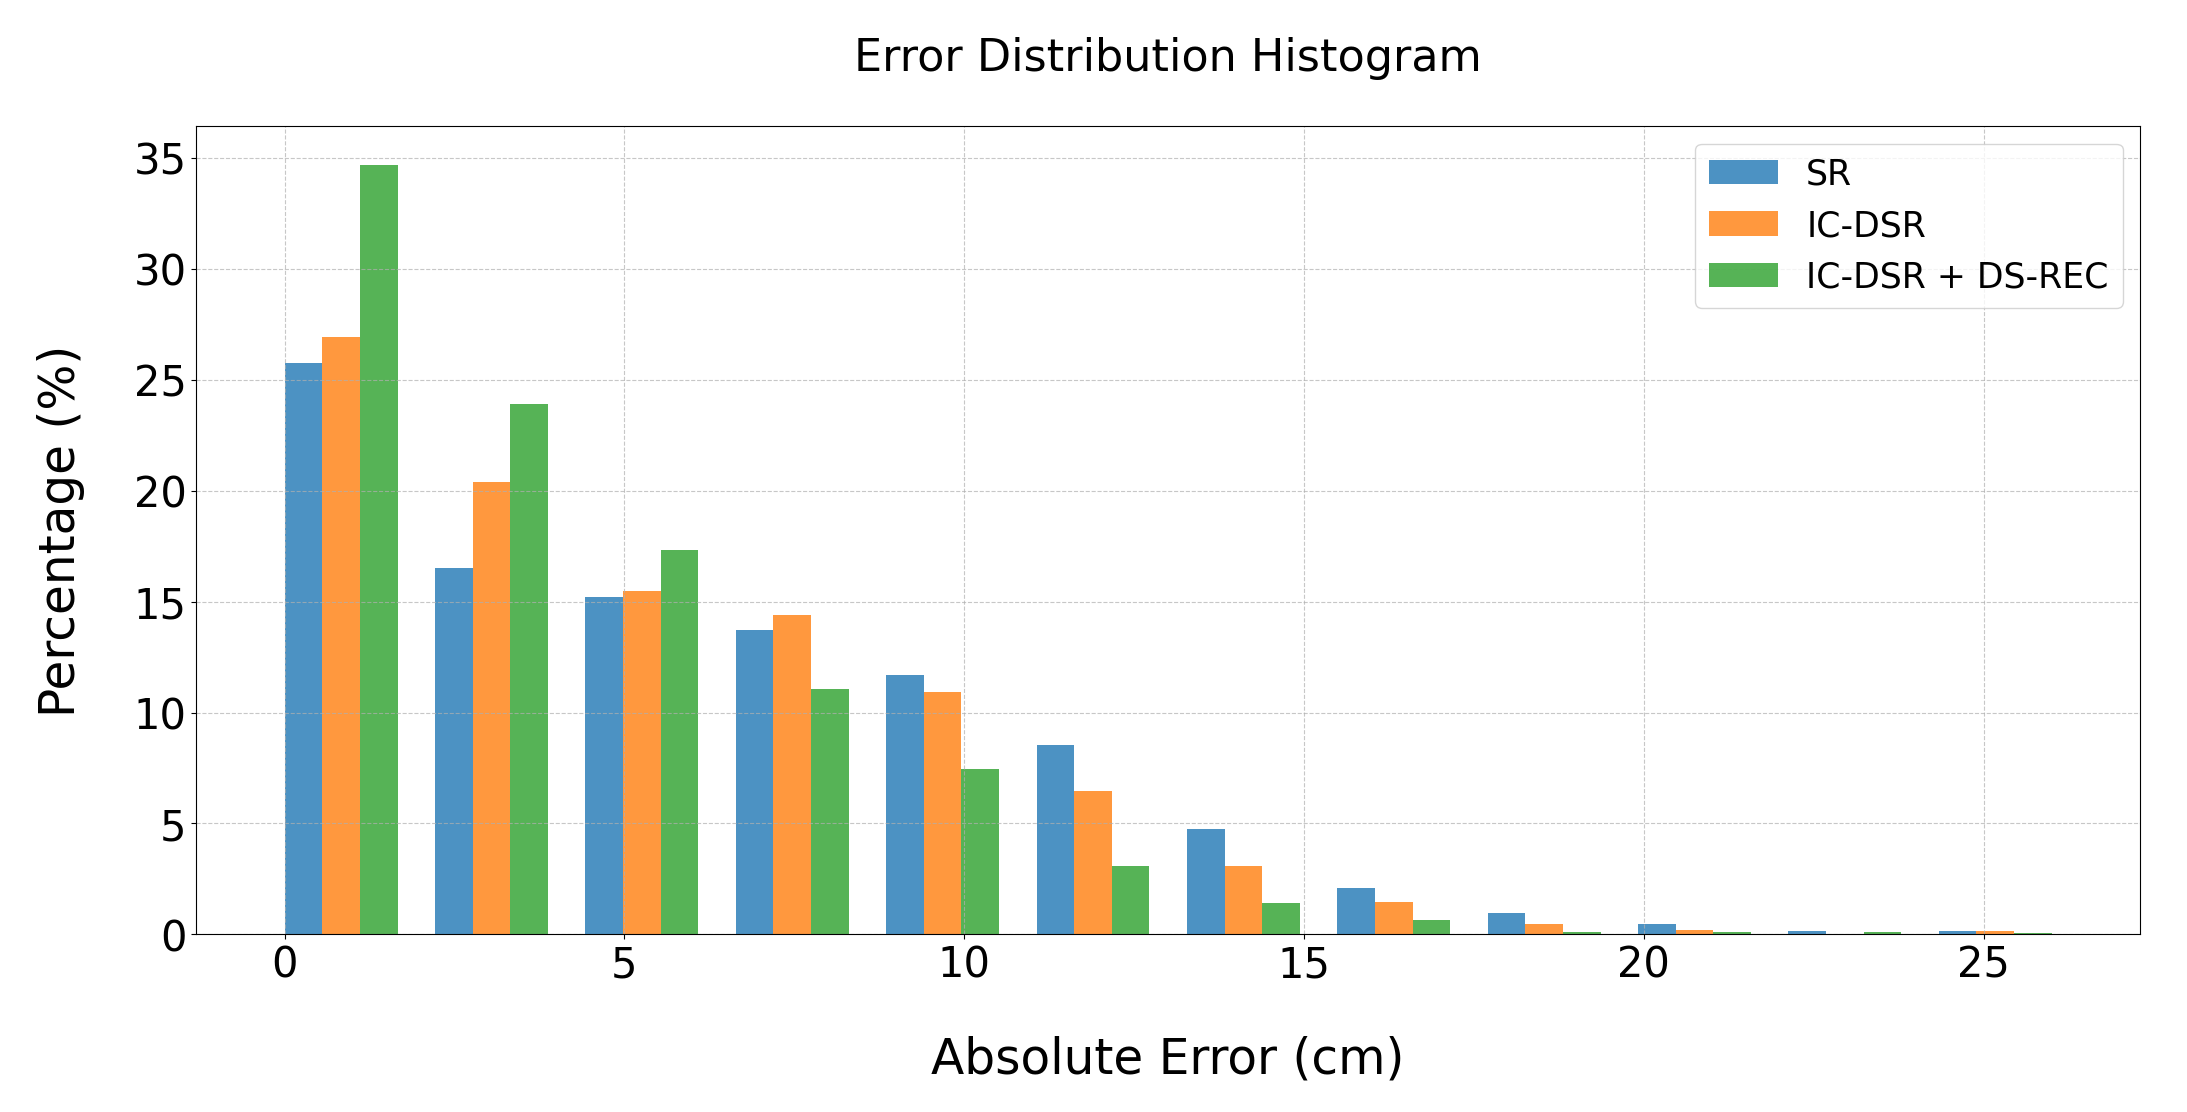 Error Distribution Histogram
35
30
25
20
15
10
5
0
Percentage (%)
SR
IC-DSR
IC-DSR + DS-REC
0 5 10 15 20 25
Absolute Error (cm)